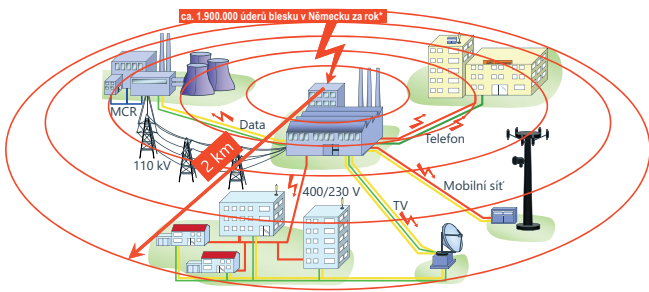 ca. 1.900.000 úderů blesku v Německu za rok*
MCR
Data
Telefon
110 kV
2 km
Mobilní síť
400/230 V
TV